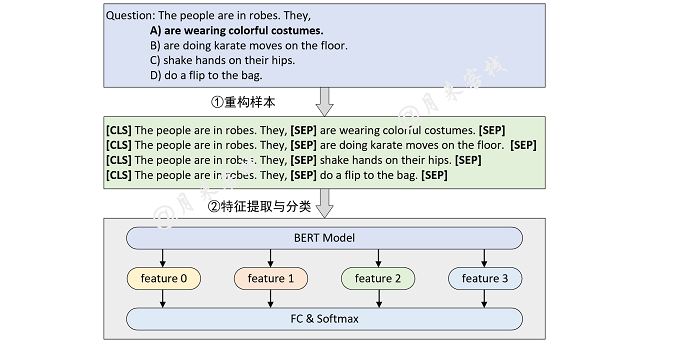 Question: The people are in robes. They,
A) are wearing colorful costumes.
B) are doing karate moves on the floor.
C) shake hands on their hips.
D) do a flip to the bag.
①重构样本
@月来客栈
[CLS] The people are in robes. They, [SEP] are wearing colorful costumes. [SEP]
[CLS] The people are in robes. They, [SEP] are doing karate moves on the floor. [SEP]
[CLS] The people are in robes. They, [SEP] shake hands on their hips. [SEP]
[CLS] The people are in robes. They, [SEP] do a flip to the bag. [SEP]
@月来客栈
②特征提取与分类
BERT Model
feature 0
feature 1
feature 2
feature 3
FC & Softmax